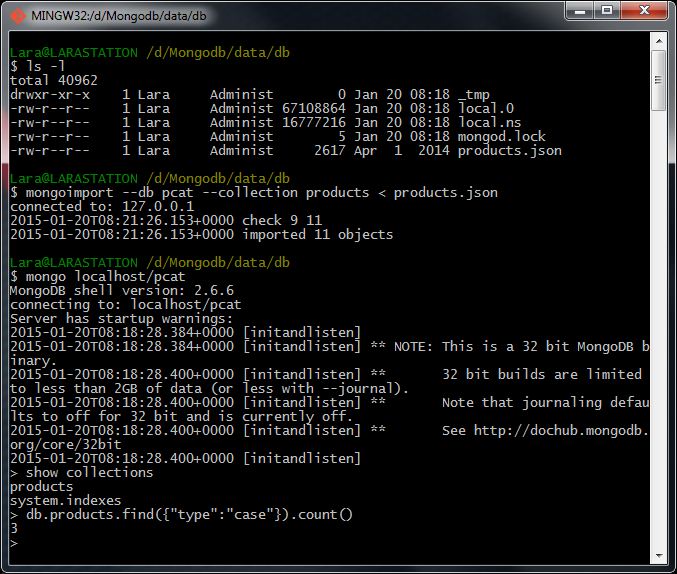 MINGW32:/d/Mongodb/data/db
Lara@LARASTATION /d/Mongodb/data/db
$ ls -l
total 40962
drwxr-xr-x    1 Lara     Administ        0 Jan 20 08:18 _tmp
-rw-r--r--    1 Lara     Administ 67108864 Jan 20 08:18 local.0
-rw-r--r--    1 Lara     Administ 16777216 Jan 20 08:18 local.ns
-rw-r--r--    1 Lara     Administ        5 Jan 20 08:18 mongod.lock
-rw-r--r--    1 Lara     Administ     2617 Apr  1  2014 products.json
Lara@LARASTATION /d/Mongodb/data/db
$ mongoimport --db pcat --collection products < products.json
connected to: 127.0.0.1
2015-01-20T08:21:26.153+0000 check 9 11
2015-01-20T08:21:26.153+0000 imported 11 objects
Lara@LARASTATION /d/Mongodb/data/db
$ mongo localhost/pcat
MongoDB shell version: 2.6.6
connecting to: localhost/pcat
Server has startup warnings:
2015-01-20T08:18:28.384+0000 [initandlisten]
2015-01-20T08:18:28.384+0000 [initandlisten] ** NOTE: This is a 32 bit MongoDB b
inary.
2015-01-20T08:18:28.400+0000 [initandlisten] **       32 bit builds are limited
to less than 2GB of data (or less with --journal).
2015-01-20T08:18:28.400+0000 [initandlisten] **       Note that journaling defau
lts to off for 32 bit and is currently off.
2015-01-20T08:18:28.400+0000 [initandlisten] **       See http://dochub.mongodb.
org/core/32bit
2015-01-20T08:18:28.400+0000 [initandlisten]
> show collections
products
system.indexes
> db.products.find({"type":"case"}).count()
3
>